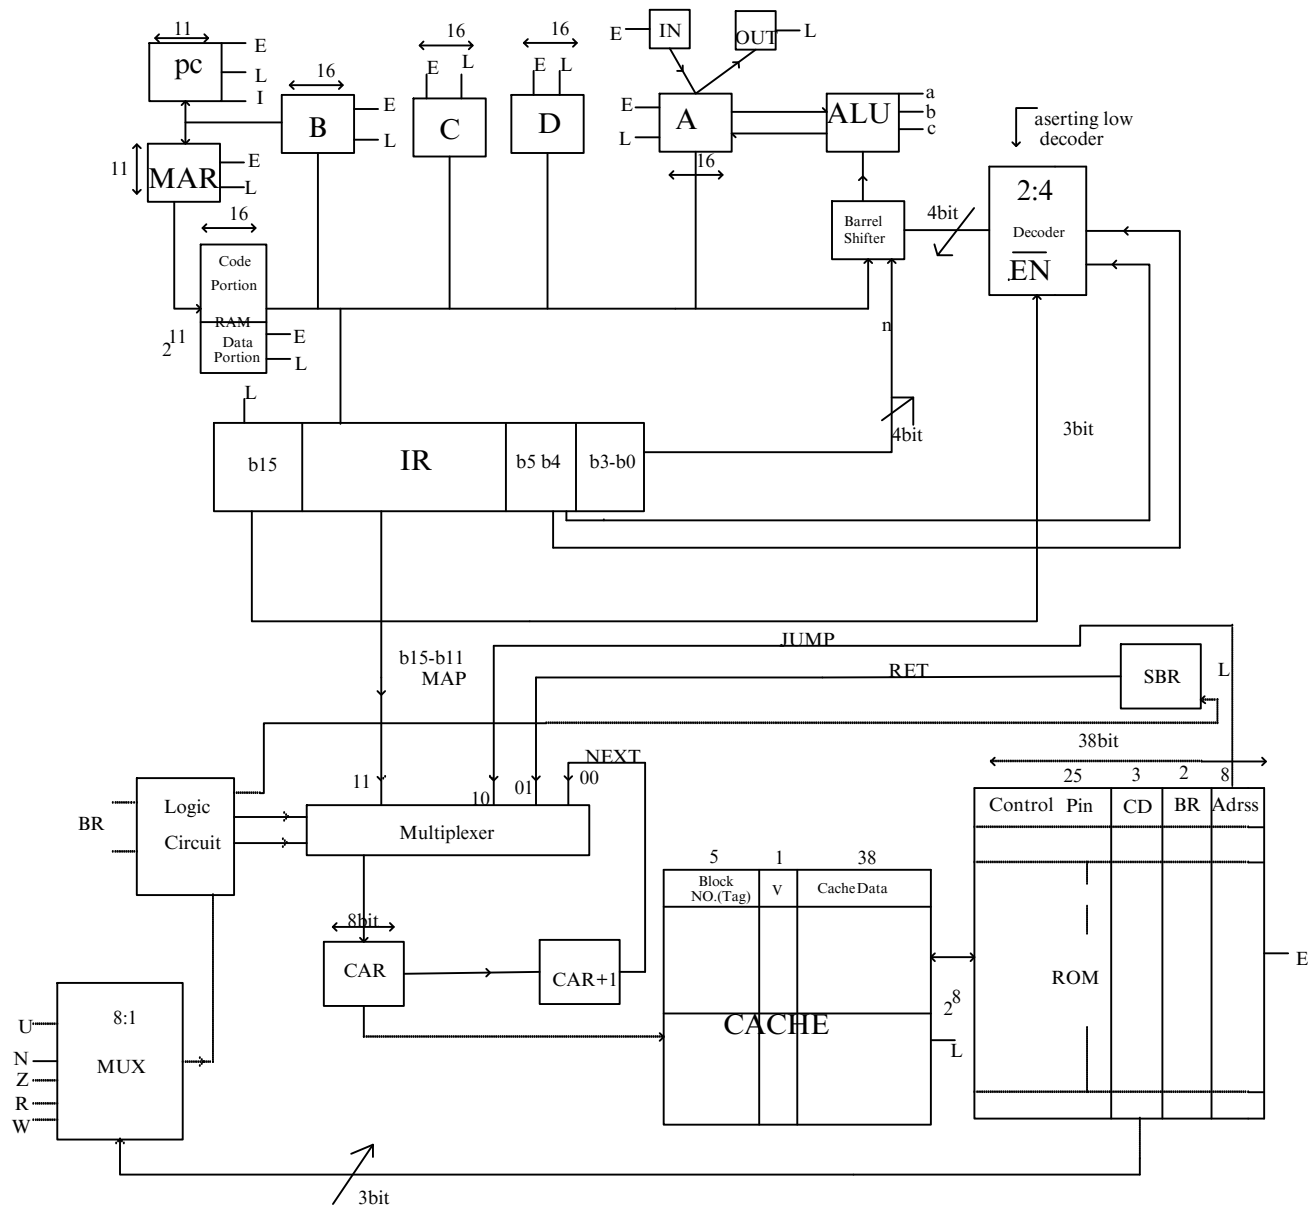 11
pc
E
L
I
16
B
E
L
16
E
L
C
16
E
L
D
E
IN
OUT
L
E
L
A
16
ALU
a
b
c
aserting low
decoder
11
MAR
E
L
16
Code
Portion
RAM
Data
Portion
E
L
2
11
Barrel
Shifter
4bit
2:4
Decoder
EN
n
4bit
3bit
L
b15
IR
b5 b4
b3-b0
b15-b11
MAP
JUMP
RET
SBR
L
NEXT
11
10
01
00
38bit
25
3
2
8
Control Pin
CD
BR
Adrss
ROM
E
2
8
BR
Logic
Circuit
Multiplexer
8bit
CAR
CAR+1
5
1
38
Block
NO.(Tag)
V
CacheData
CACHE
L
8:1
MUX
U
N
Z
R
W
3bit